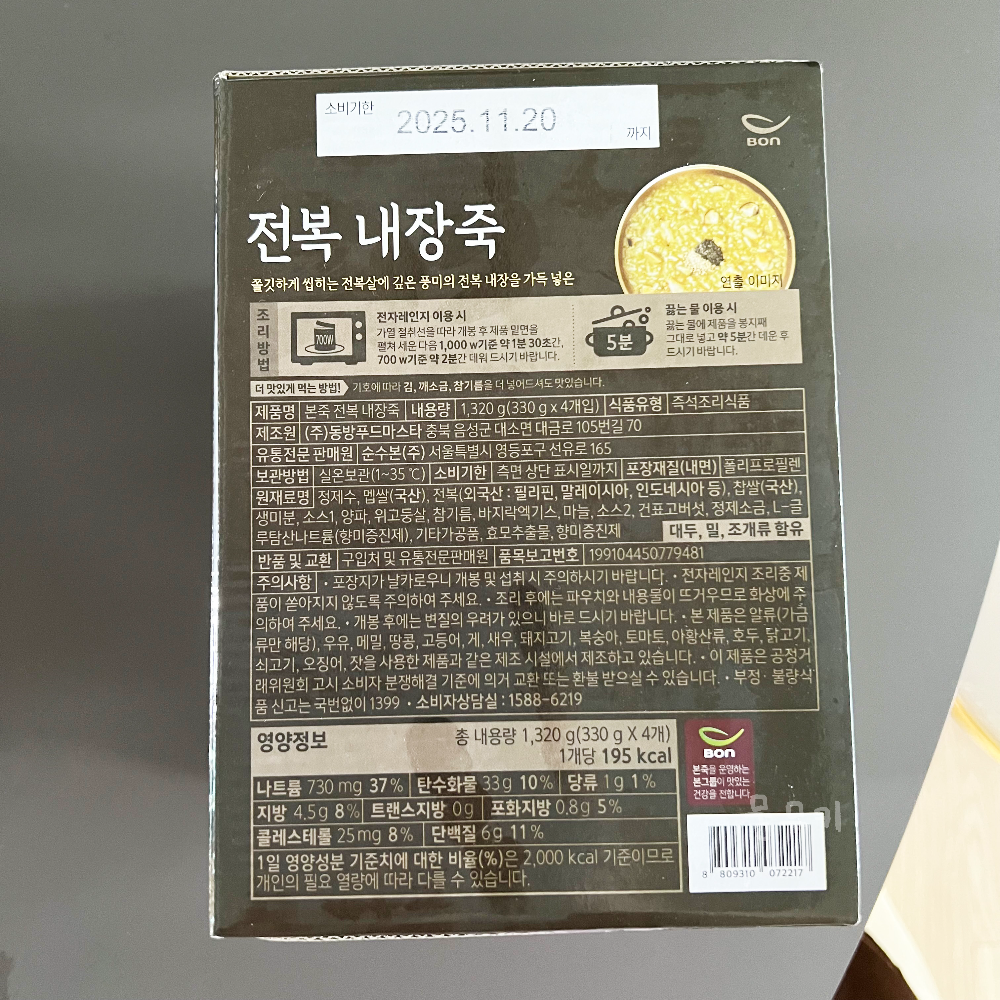 소비기한
2025.11.20
까지
BON
전복 내장죽
쫄깃하게 씹히는 전복살에 깊은 풍미의 전복 내장을 가득 넣은
연출 이미지
조리방법
전자레인지 이용 시
가열 절취선을 따라 개봉 후 제품 밑면을
펼쳐 세운 다음 1,000 w기준 약 1분 30초간,
700 w기준 약 2분간 데워 드시기 바랍니다.
700W
끓는 물 이용 시
끓는 물에 제품을 봉지째
그대로 넣고 약 5분간 데운 후
드시기 바랍니다.
5분
더 맛있게 먹는 방법! 기호에 따라 김, 깨소금, 참기름을 더 넣어드셔도 맛있습니다.
제품명 본죽 전복 내장죽 내용량 1,320 g(330 g x 4개입) 식품유형 즉석조리식품
제조원 (주)동방푸드마스타 충북 음성군 대소면 대금로 105번길 70
유통전문 판매원 순수본(주) 서울특별시 영등포구 선유로 165
보관방법 실온보관(1~35 ℃) 소비기한 측면 상단 표시일까지 포장재질(내면) 폴리프로필렌
원재료명 정제수, 멥쌀(국산), 전복(외국산 : 필리핀, 말레이시아, 인도네시아 등), 찹쌀(국산),
생미분, 소스1, 양파, 위고둥살, 참기름, 바지락엑기스, 마늘, 소스2, 건표고버섯, 정제소금, L-글
루탐산나트륨(향미증진제), 기타가공품, 효모추출물, 향미증진제 대두, 밀, 조개류 함유
반품 및 교환 구입처 및 유통전문판매원 품목보고번호 199104450779481
주의사항 • 포장지가 날카로우니 개봉 및 섭취 시 주의하시기 바랍니다. • 전자레인지 조리중 제
품이 쏟아지지 않도록 주의하여 주세요. • 조리 후에는 파우치와 내용물이 뜨거우므로 화상에 주
의하여 주세요. • 개봉 후에는 변질의 우려가 있으니 바로 드시기 바랍니다. • 본 제품은 알류(가금
류만 해당), 우유, 메밀, 땅콩, 고등어, 게, 새우, 돼지고기, 복숭아, 토마토, 아황산류, 호두, 닭고기,
쇠고기, 오징어, 잣을 사용한 제품과 같은 제조 시설에서 제조하고 있습니다. • 이 제품은 공정거
래위원회 고시 소비자 분쟁해결 기준에 의거 교환 또는 환불 받으실 수 있습니다. • 부정·불량식
품 신고는 국번없이 1399 • 소비자상담실 : 1588-6219
영양정보 총 내용량 1,320 g(330 g X 4개)
1개당 195 kcal
나트륨 730 mg 37% 탄수화물 33g 10% 당류 1g 1%
지방 4.5g 8% 트랜스지방 0g 포화지방 0.8g 5%
콜레스테롤 25mg 8% 단백질 6g 11%
1일 영양성분 기준치에 대한 비율(%)은 2,000 kcal 기준이므로
개인의 필요 열량에 따라 다를 수 있습니다.
BON
본죽을 운영하는
본그룹이 맛있는
건강을 전합니다.
8 809310 072217